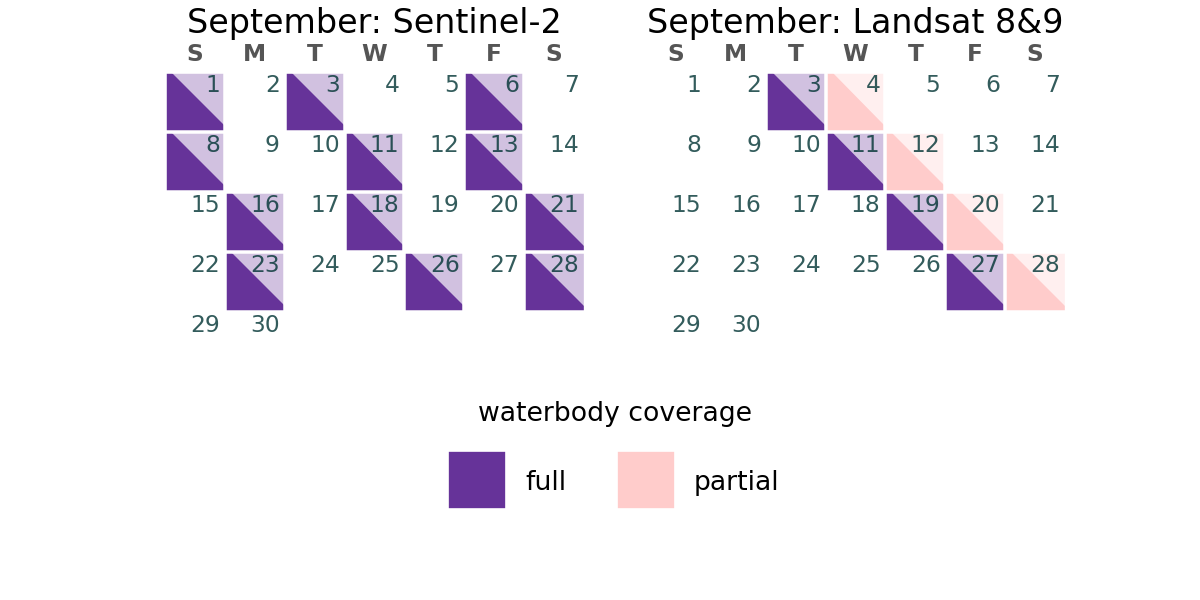 September: Sentinel-2
S M T W T F S
1 2 3 4 5 6 7
8 9 10 11 12 13 14
15 16 17 18 19 20 21
22 23 24 25 26 27 28
29 30
September: Landsat 8&9
S M T W T F S
1 2 3 4 5 6 7
8 9 10 11 12 13 14
15 16 17 18 19 20 21
22 23 24 25 26 27 28
29 30
waterbody coverage
full
partial